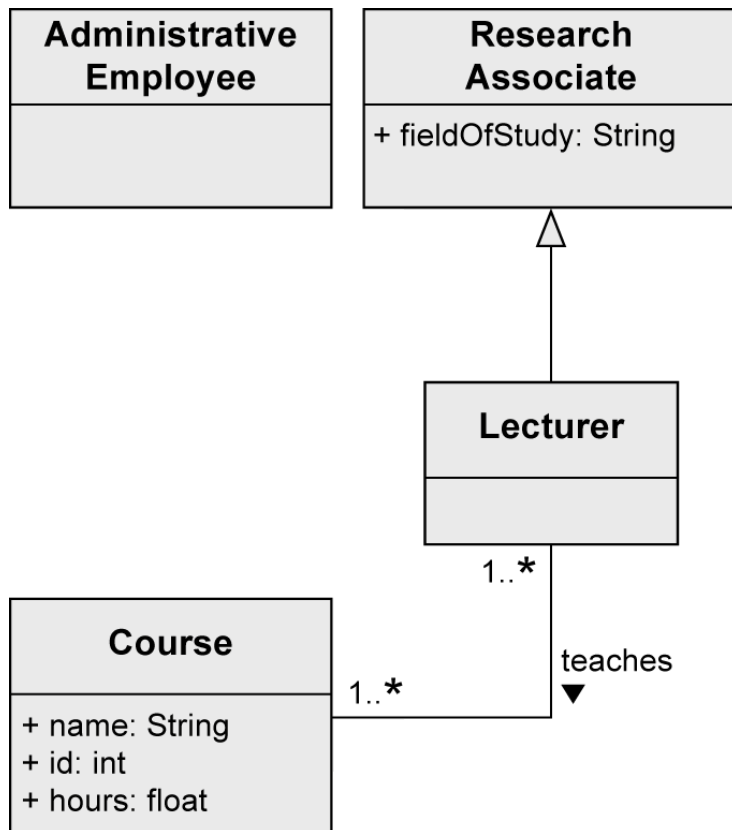 Administrative
Employee
Research
Associate
+ fieldOfStudy: String
Lecturer
1..*
teaches
▼
1..*
Course
+ name: String
+ id: int
+ hours: float